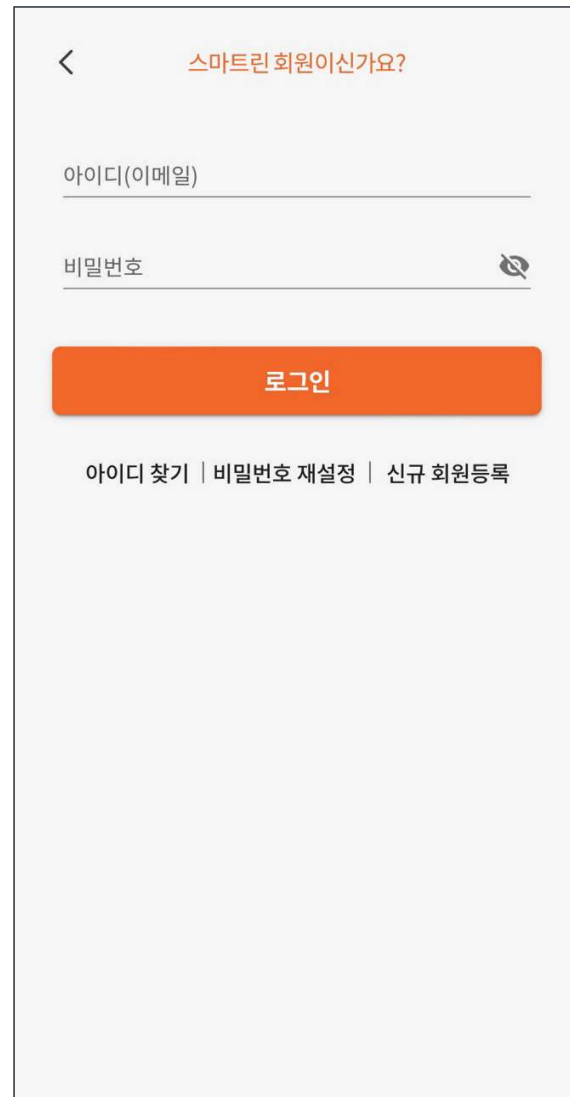 스마트린 회원이신가요?
아이디(이메일)
비밀번호
로그인
아이디 찾기 | 비밀번호 재설정 | 신규 회원등록